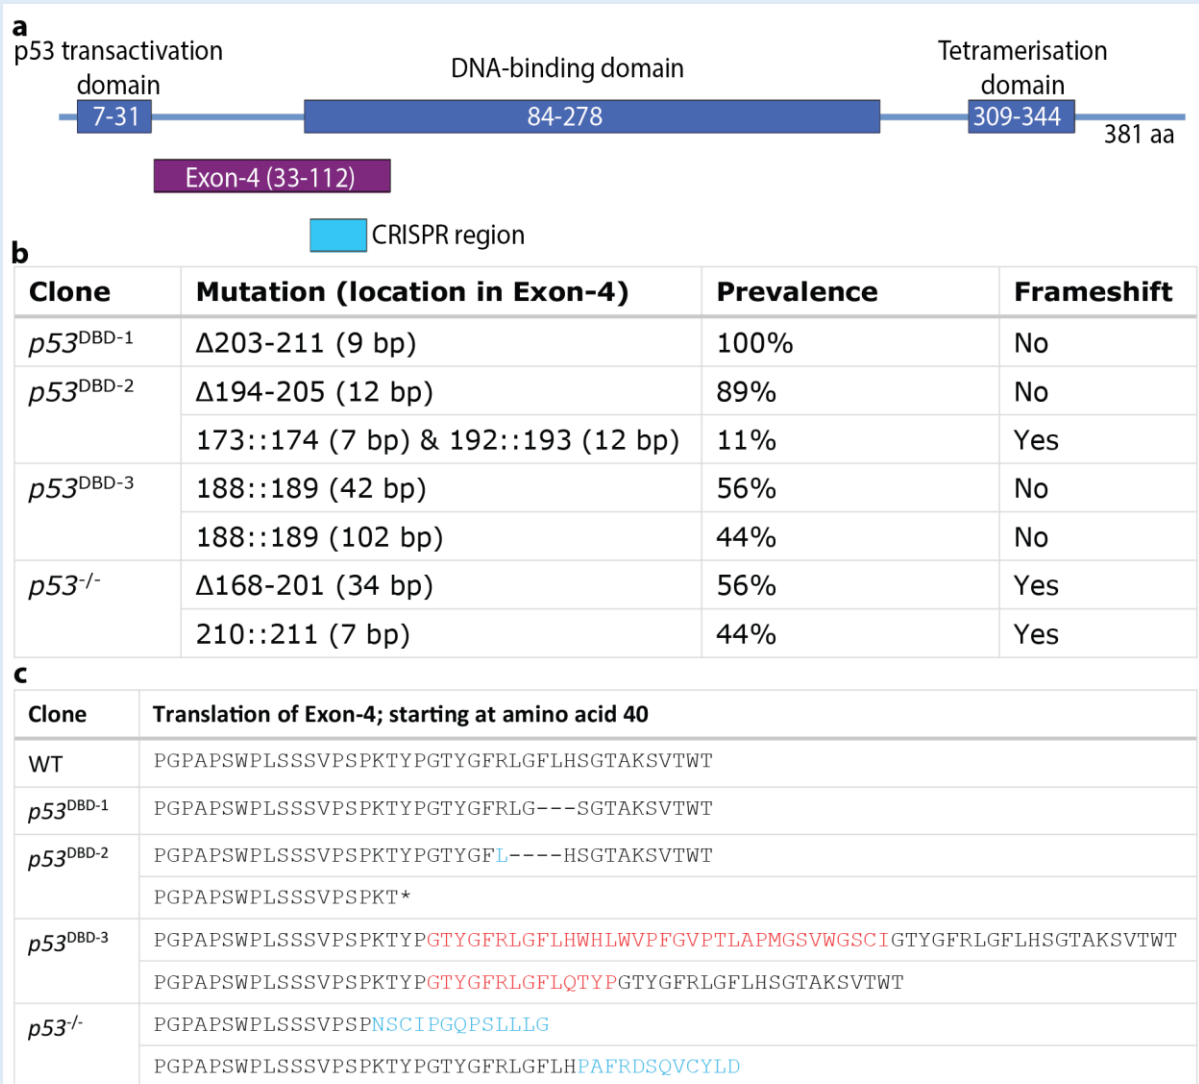 a
p53 transactivation
domain
DNA-binding domain
Tetramerisation
domain
7-31
84-278
309-344
381 aa
Exon-4 (33-112)
CRISPR region
b
Clone Mutation (location in Exon-4) Prevalence Frameshift
p53DBD-1 Δ203-211 (9 bp) 100% No
p53DBD-2 Δ194-205 (12 bp) 89% No
173::174 (7 bp) & 192::193 (12 bp) 11% Yes
p53DBD-3 188::189 (42 bp) 56% No
188::189 (102 bp) 44% No
p53-/- Δ168-201 (34 bp) 56% Yes
210::211 (7 bp) 44% Yes
c
Clone Translation of Exon-4; starting at amino acid 40
WT PGPAPSWPLSSSVPSPKTYPGTYGFRLGFLHSGTAKSVTWT
p53DBD-1 PGPAPSWPLSSSVPSPKTYPGTYGFRLG---SGTAKSVTWT
p53DBD-2 PGPAPSWPLSSSVPSPKTYPGTYGFL----HSGTAKSVTWT
PGPAPSWPLSSSVPSPKT*
p53DBD-3 PGPAPSWPLSSSVPSPKTYPGTYGFRLGFLHWHLWVPFGVPTLAPMGSVWGSCIGTYGFRLGFLHSGTAKSVTWT
PGPAPSWPLSSSVPSPKTYPGTYGFRLGFLQTYPGTYGFRLGFLHSGTAKSVTWT
p53-/- PGPAPSWPLSSSVPSPNSCIPGQPSLLLG
PGPAPSWPLSSSVPSPKTYPGTYGFRLGFLHPAFRDSQVCYLD